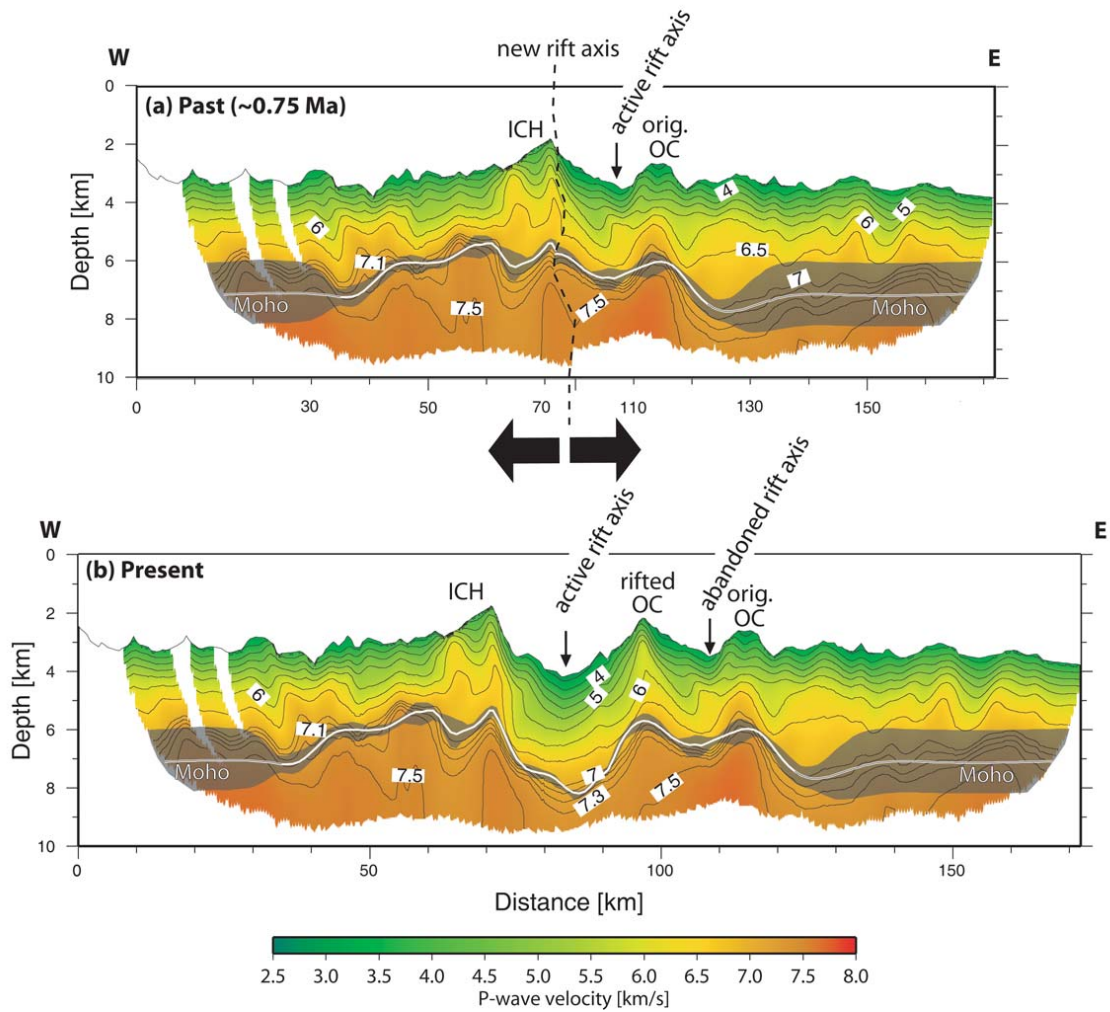 new rift axis
active rift axis
W
E
0
(a) Past (~0.75 Ma)
ICH
orig.
OC
2
4
6
8
10
Depth [km]
6
7.1
7.5
7.5
4
6.5
6
5
7
Moho
Moho
0
30
50
70
110
130
150
W
E
active rift axis
abandoned rift axis
0
(b) Present
ICH
rifted
OC
orig.
OC
2
4
6
8
10
Depth [km]
6
7.1
7.5
4
5
6
7
7.3
7.5
Moho
Moho
0
50
100
150
Distance [km]
2.5 3.0 3.5 4.0 4.5 5.0 5.5 6.0 6.5 7.0 7.5 8.0
P-wave velocity [km/s]